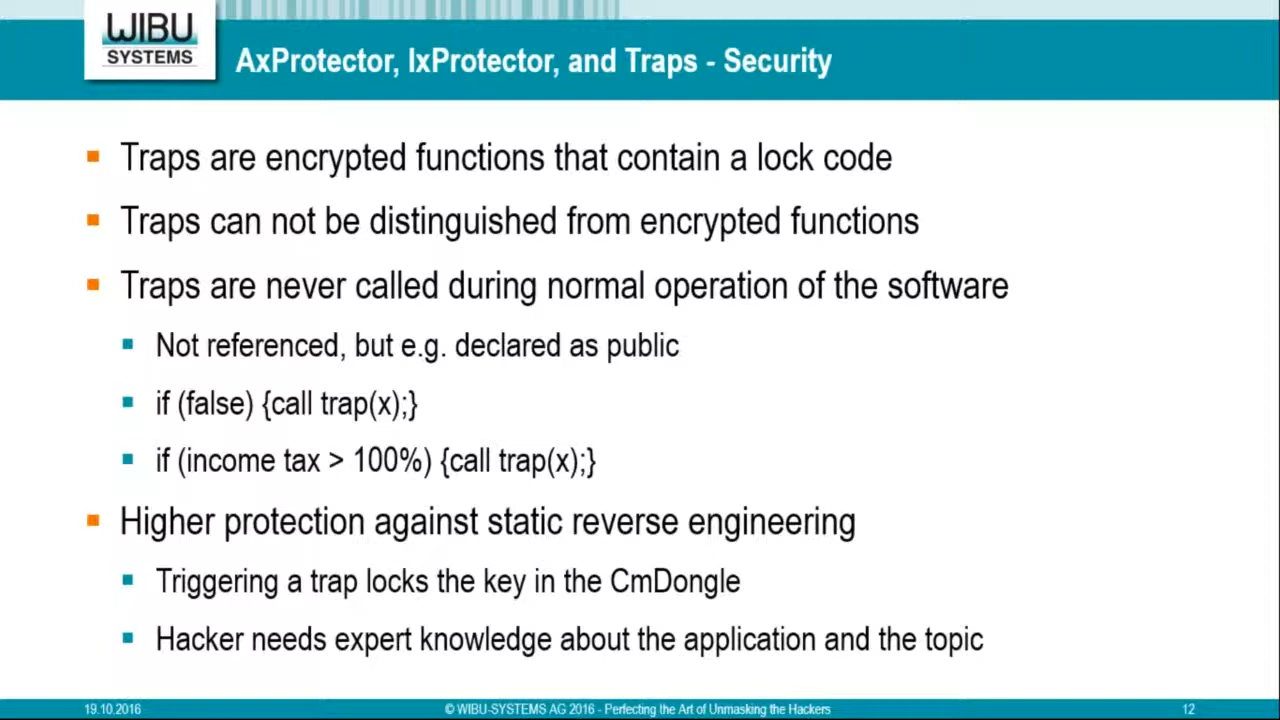 WIBU
SYSTEMS
AxProtector, IxProtector, and Traps - Security
Traps are encrypted functions that contain a lock code
Traps can not be distinguished from encrypted functions
Traps are never called during normal operation of the software
Not referenced, but e.g. declared as public
if (false) {call trap(x);}
if (income tax > 100%) {call trap(x);}
Higher protection against static reverse engineering
Triggering a trap locks the key in the CmDongle
Hacker needs expert knowledge about the application and the topic
19.10.2016
© WIBU-SYSTEMS AG 2016 - Perfecting the Art of Unmasking the Hackers
12